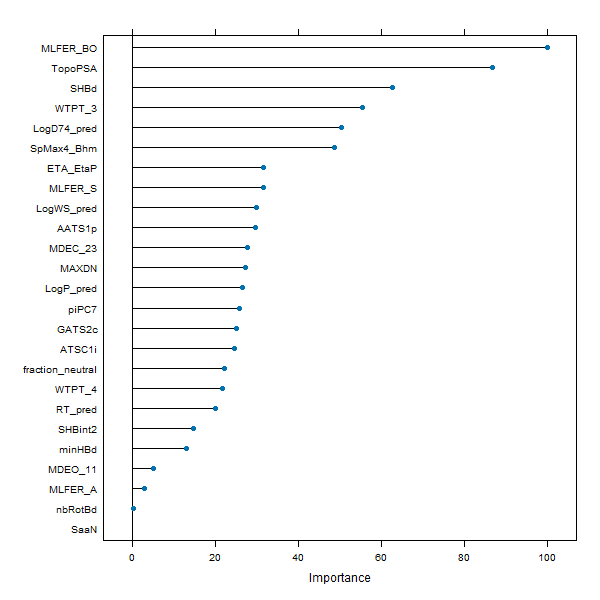 MLFER_BO
TopoPSA
SHBd
WTPT_3
LogD74_pred
SpMax4_Bhm
ETA_EtaP
MLFER_S
LogWS_pred
AATS1p
MDEC_23
MAXDN
LogP_pred
piPC7
GATS2c
ATSC1i
fraction_neutral
WTPT_4
RT_pred
SHBint2
minHBd
MDEO_11
MLFER_A
nbRotBd
SaaN
0 20 40 60 80 100
Importance